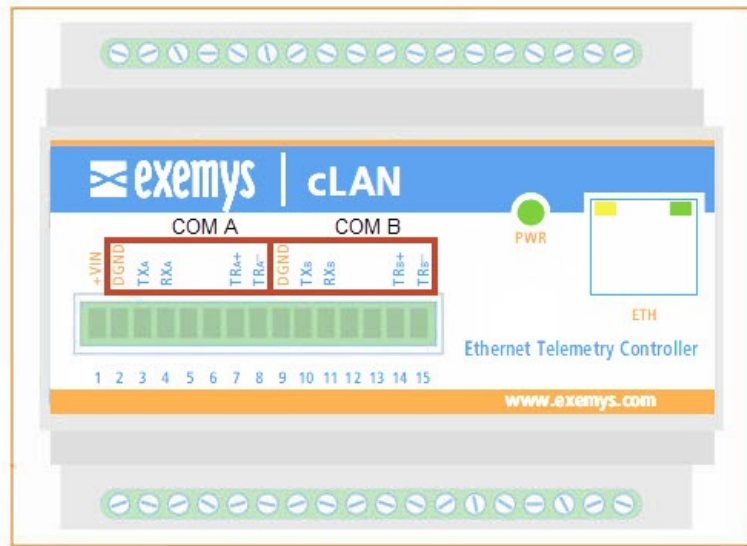 exemys | cLAN
COM A COM B
+VIN DGND TXA RXA TRA+ TRA- DGND TXB RXB TRB+ TRB-
PWR
ETH
Ethernet Telemetry Controller
1 2 3 4 5 6 7 8 9 10 11 12 13 14 15
www.exemys.com